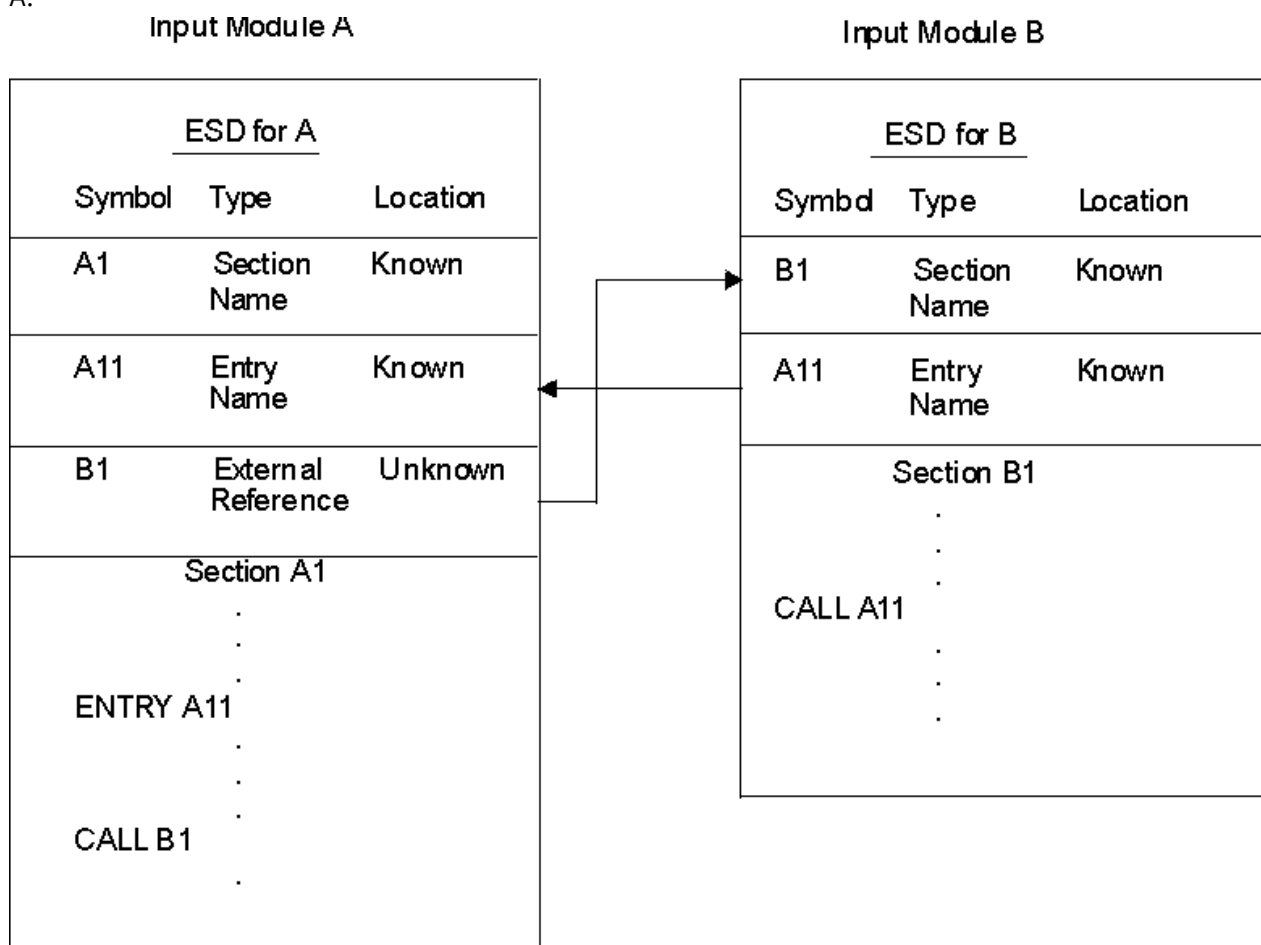 A.
Input Module A
ESD for A
Symbol Type Location
A1 Section Name Known
A11 Entry Name Known
B1 External Reference Unknown
Section A1
.
.
.
ENTRY A11
.
.
.
CALL B1
.
Input Module B
ESD for B
Symbol Type Location
B1 Section Name Known
A11 Entry Name Known
Section B1
.
.
.
CALL A11
.
.
.